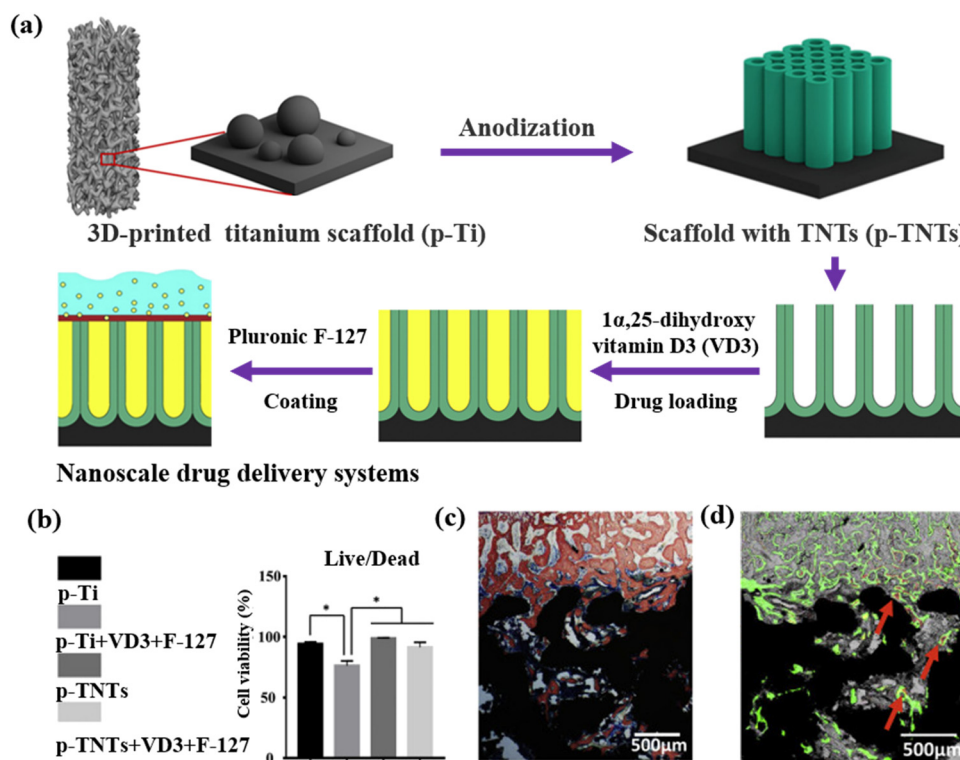 (a)
Anodization
3D-printed titanium scaffold (p-Ti)
Scaffold with TNTs (p-TNTs)
Pluronic F-127
Coating
1α,25-dihydroxy
vitamin D3 (VD3)
Drug loading
Nanoscale drug delivery systems
(b)
p-Ti
p-Ti+VD3+F-127
p-TNTs
p-TNTs+VD3+F-127
Live/Dead
Cell viability (%)
150
100
50
0
*
*
(c)
500μm
(d)
500μm